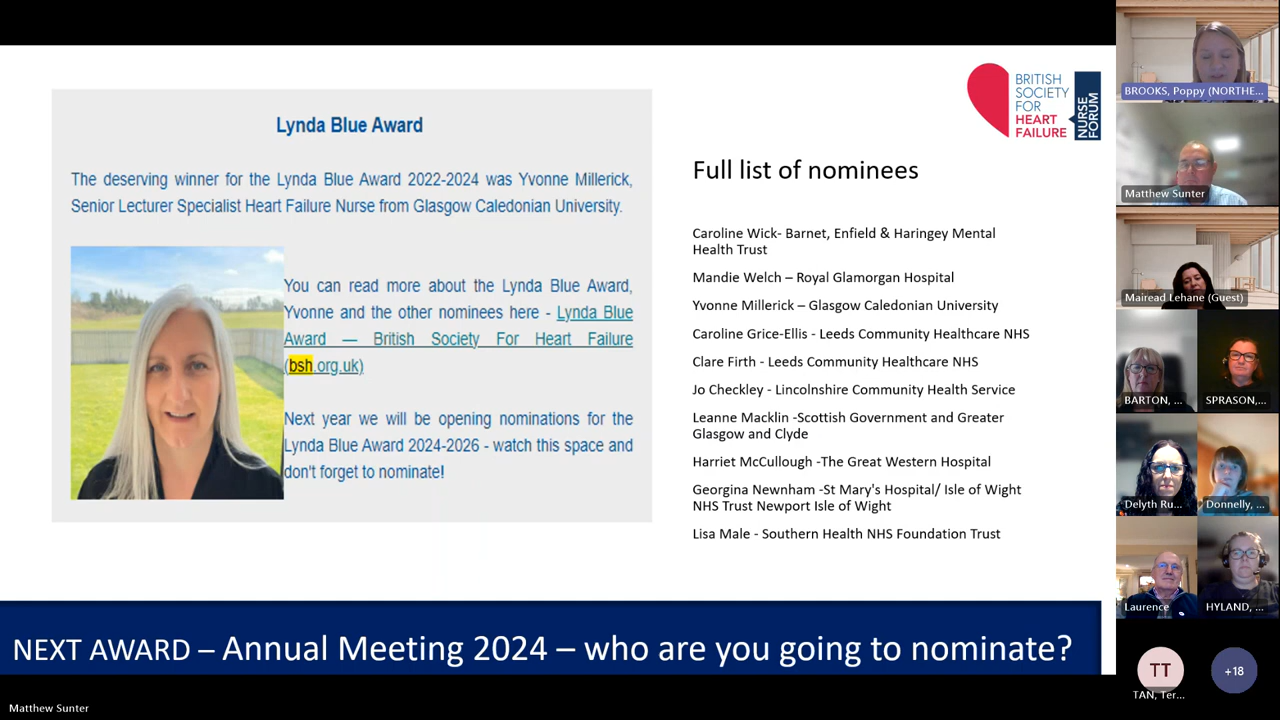 Lynda Blue Award
The deserving winner for the Lynda Blue Award 2022-2024 was Yvonne Millerick,
Senior Lecturer Specialist Heart Failure Nurse from Glasgow Caledonian University.
You can read more about the Lynda Blue Award,
Yvonne and the other nominees here - Lynda Blue
Award — British Society For Heart Failure
(bsh.org.uk)
Next year we will be opening nominations for the
Lynda Blue Award 2024-2026 - watch this space and
don't forget to nominate!
BRITISH
SOCIETY
FOR
HEART
FAILURE
NURSE
FORUM
Full list of nominees
Caroline Wick- Barnet, Enfield & Haringey Mental
Health Trust
Mandie Welch – Royal Glamorgan Hospital
Yvonne Millerick – Glasgow Caledonian University
Caroline Grice-Ellis - Leeds Community Healthcare NHS
Clare Firth - Leeds Community Healthcare NHS
Jo Checkley - Lincolnshire Community Health Service
Leanne Macklin -Scottish Government and Greater
Glasgow and Clyde
Harriet McCullough -The Great Western Hospital
Georgina Newnham -St Mary's Hospital/ Isle of Wight
NHS Trust Newport Isle of Wight
Lisa Male - Southern Health NHS Foundation Trust
NEXT AWARD – Annual Meeting 2024 – who are you going to nominate?
Matthew Sunter
BROOKS, Poppy (NORTHE...
Matthew Sunter
Mairead Lehane (Guest)
BARTON, ...
SPRASON,...
Delyth Ru...
Donnelly, ...
Laurence
HYLAND, ...
TT
TAN, Ter...
+18